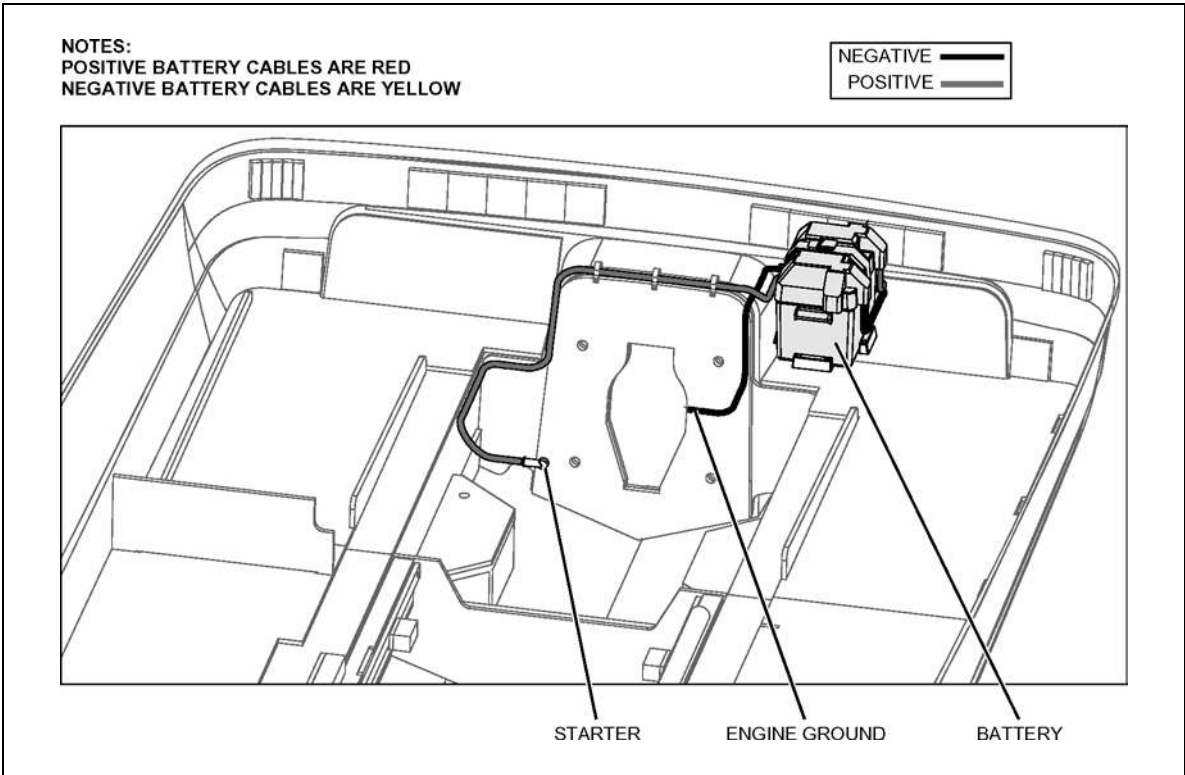 NOTES:
POSITIVE BATTERY CABLES ARE RED
NEGATIVE BATTERY CABLES ARE YELLOW
NEGATIVE
POSITIVE
STARTER
ENGINE GROUND
BATTERY